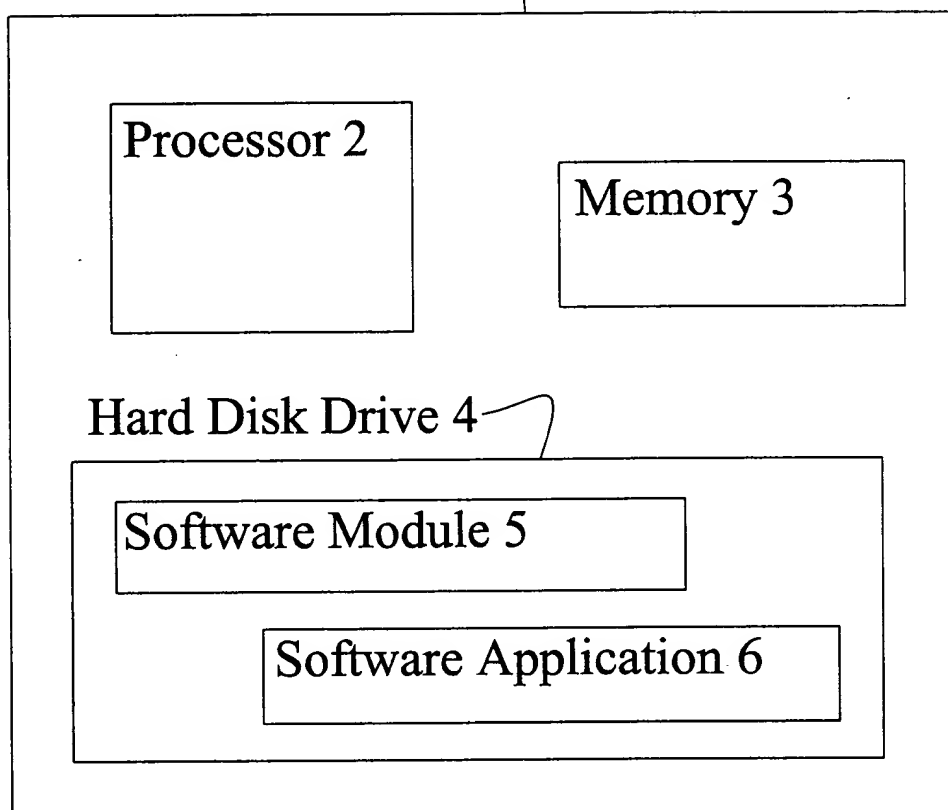 Processor 2
Memory 3
Hard Disk Drive 4
Software Module 5
Software Application 6